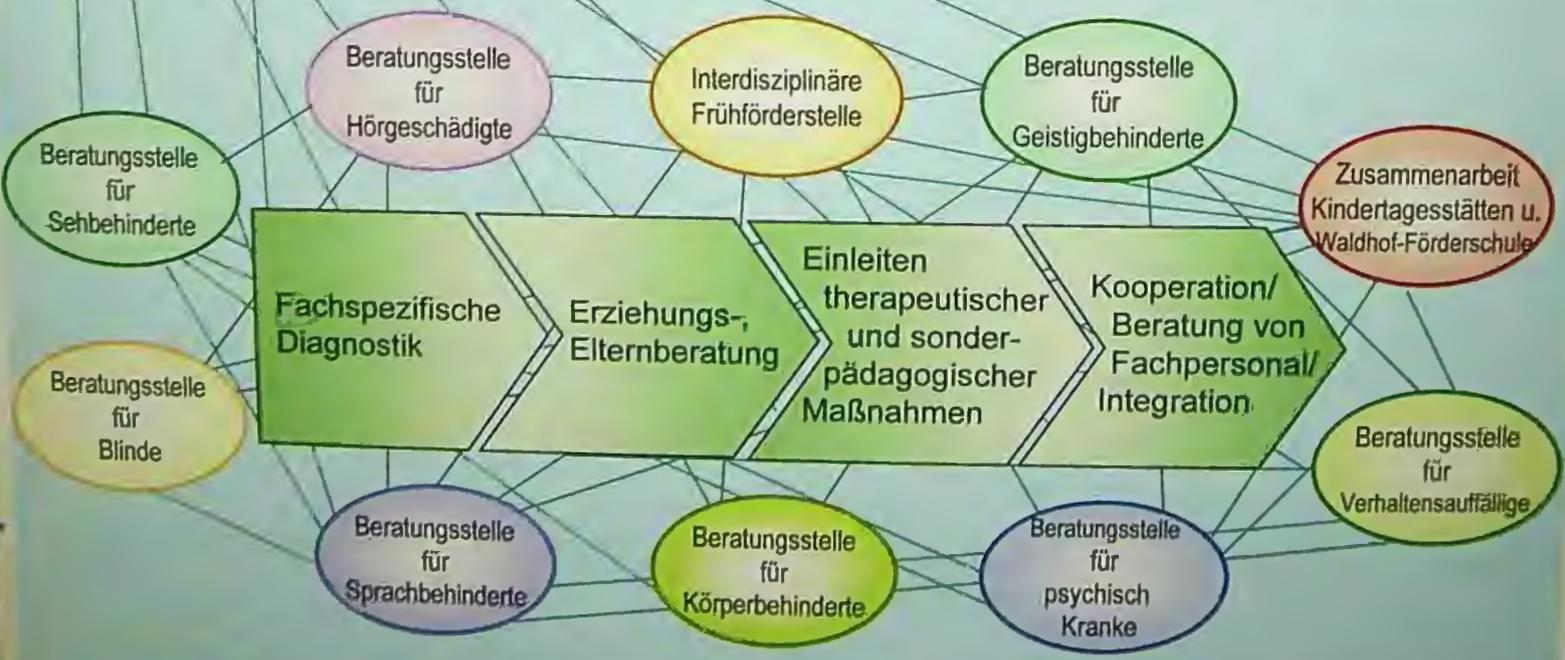 Beratungsstelle
für
Hörgeschädigte
Interdisziplinäre
Frühförderstelle
Beratungsstelle
für
Geistigbehinderte
Beratungsstelle
für
Sehbehinderte
Zusammenarbeit
Kindertagesstätten u.
Waldhof-Förderschule
Fachspezifische
Diagnostik
Erziehungs-,
Elternberatung
Einleiten
therapeutischer
und sonder-
pädagogischer
Maßnahmen
Kooperation/
Beratung von
Fachpersonal/
Integration
Beratungsstelle
für
Blinde
Beratungsstelle
für
Verhaltensauffällige
Beratungsstelle
für
Sprachbehinderte
Beratungsstelle
für
Körperbehinderte
Beratungsstelle
für
psychisch
Kranke